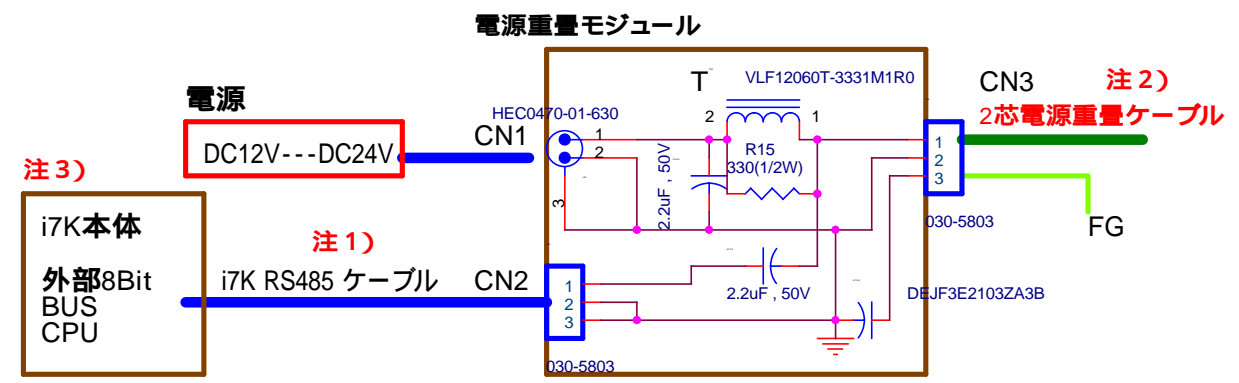 電源重畳モジュール
T
VLF12060T-3331M1R0
CN3
注2）
2芯電源重畳ケーブル
電源
HEC0470-01-630
CN1
DC12V---DC24V
1
2
3
2
1
R15
330(1/2W)
2.2uF , 50V
1
2
3
030-5803
FG
注3）
i7K本体
外部8Bit
BUS
CPU
注1）
i7K RS485 ケーブル
CN2
1
2
3
2.2uF , 50V
DEJF3E2103ZA3B
030-5803